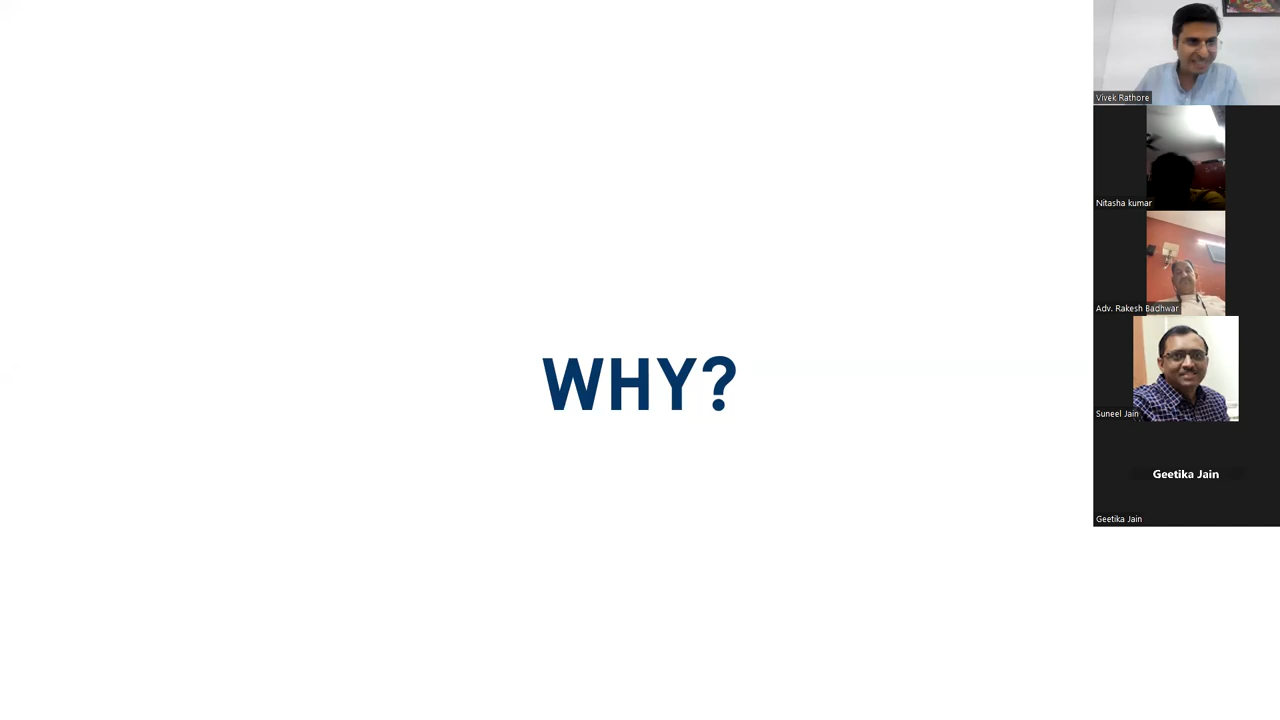 WHY?
Vivek Rathore
Nitasha kumar
Adv. Rakesh Badhwar
Suneel Jain
Geetika Jain
Geetika Jain